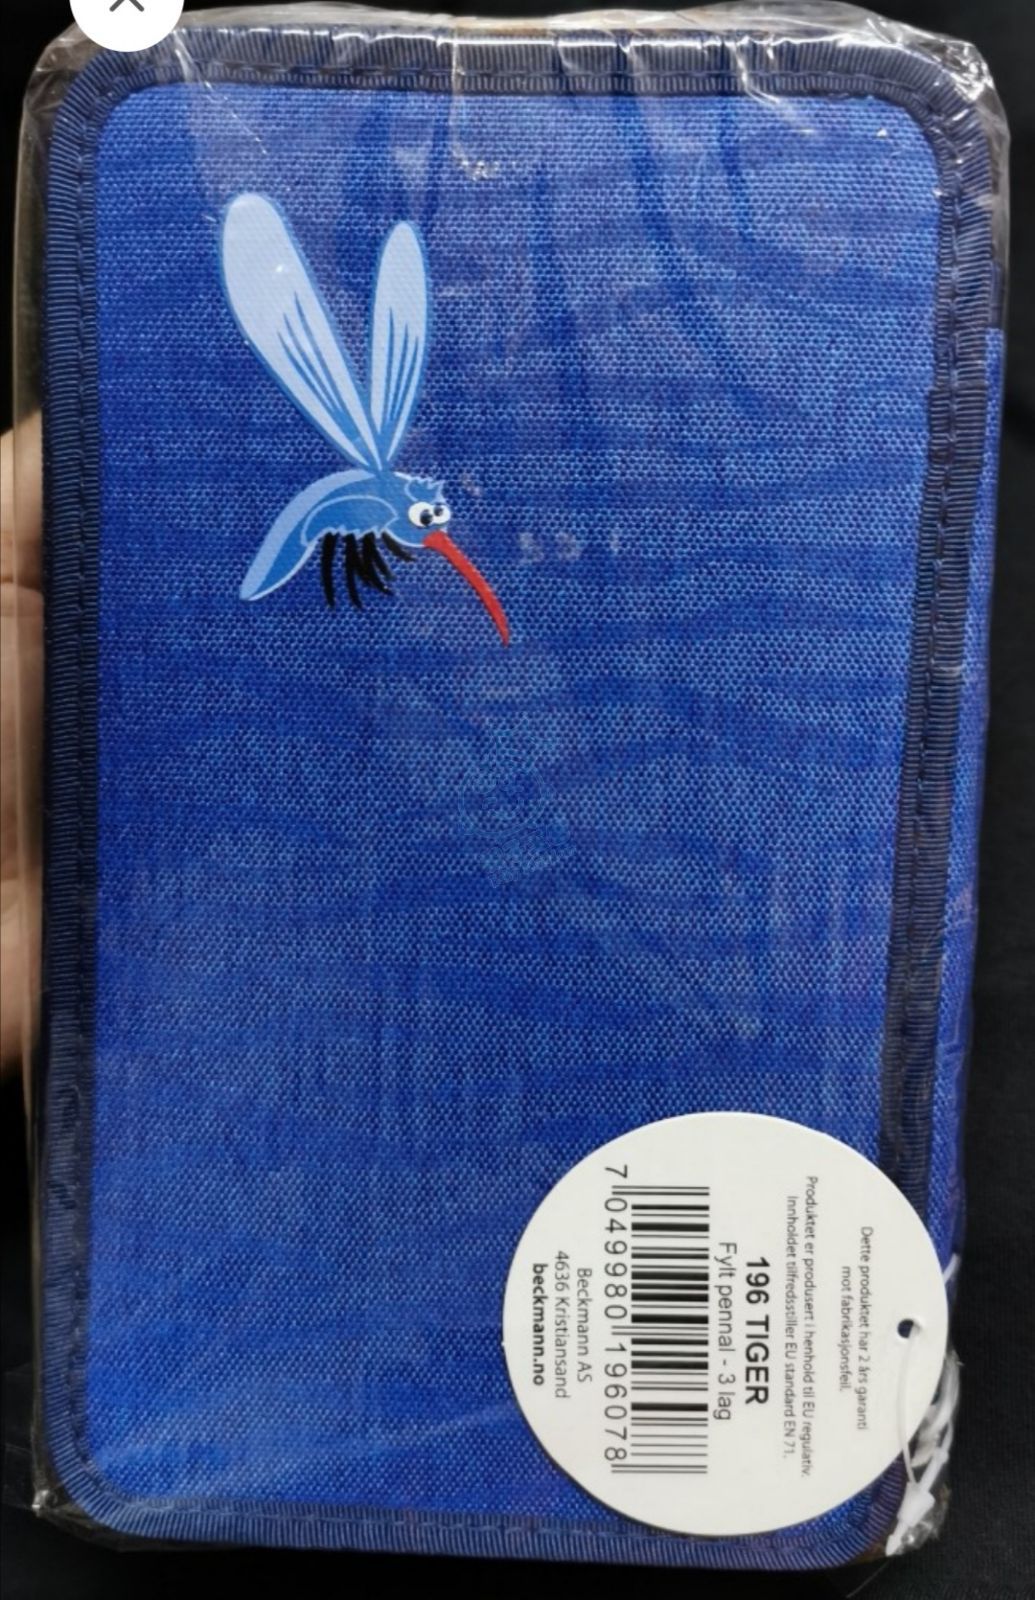 Dette produktet har 2 års garanti
mot fabrikasjonsfeil.
Produktet er produsert i henhold til EU regulativ.
Innholdet tilfredsstiller EU standard EN 71.
196 TIGER
Fylt pennal - 3 lag
7 049980 196078
Beckmann AS
4636 Kristiansand
beckmann.no